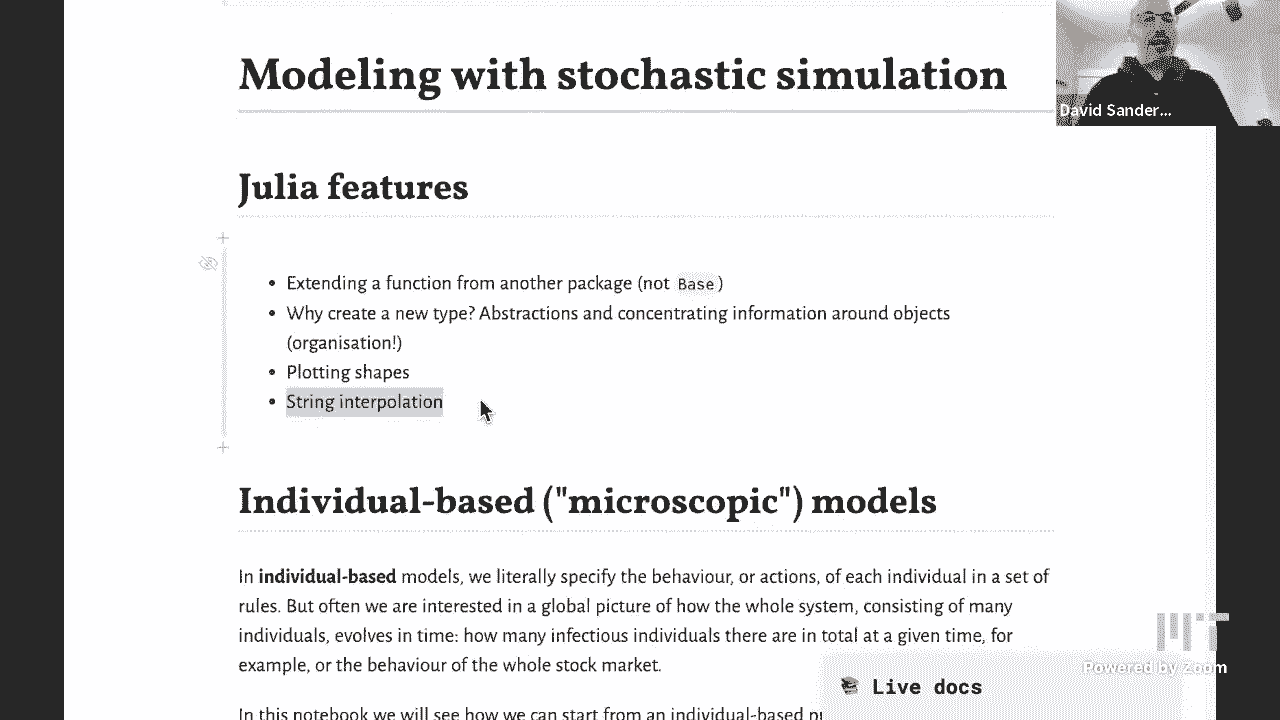 Modeling with stochastic simulation
David Sander...
Julia features
• Extending a function from another package (not Base)
• Why create a new type? Abstractions and concentrating information around objects
(organisation!)
• Plotting shapes
• String interpolation
Individual-based ("microscopic") models
In individual-based models, we literally specify the behaviour, or actions, of each individual in a set of
rules. But often we are interested in a global picture of how the whole system, consisting of many
individuals, evolves in time: how many infectious individuals there are in total at a given time, for
example, or the behaviour of the whole stock market.
MIT
Powered by Zoom
Live docs
In this notebook we will see how we can start from an individual-based